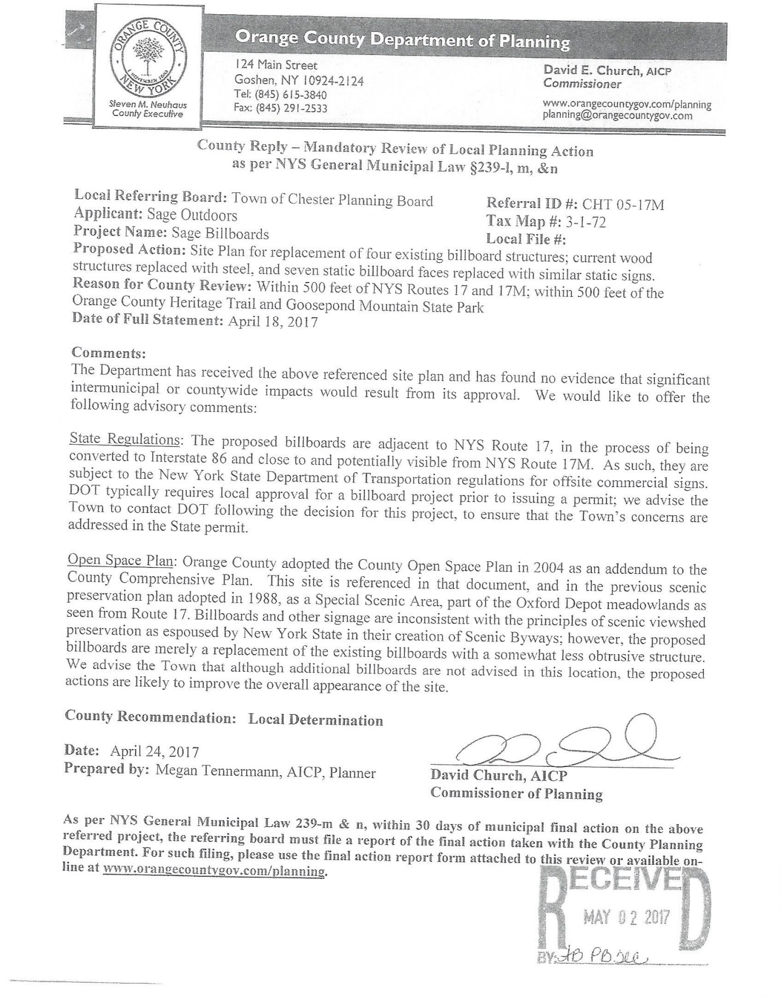 ORANGE COUNTY
NEW YORK
Steven M. Neuhaus
County Executive
Orange County Department of Planning
124 Main Street
Goshen, NY 10924-2124
Tel: (845) 615-3840
Fax: (845) 291-2533
David E. Church, AICP
Commissioner
www.orangecountygov.com/planning
planning@orangecountygov.com
County Reply – Mandatory Review of Local Planning Action
as per NYS General Municipal Law §239-l, m, &n
Local Referring Board: Town of Chester Planning Board
Applicant: Sage Outdoors
Project Name: Sage Billboards
Referral ID #: CHT 05-17M
Tax Map #: 3-1-72
Local File #:
Proposed Action: Site Plan for replacement of four existing billboard structures; current wood
structures replaced with steel, and seven static billboard faces replaced with similar static signs.
Reason for County Review: Within 500 feet of NYS Routes 17 and 17M; within 500 feet of the
Orange County Heritage Trail and Goosepond Mountain State Park
Date of Full Statement: April 18, 2017
Comments:
The Department has received the above referenced site plan and has found no evidence that significant
intermunicipal or countywide impacts would result from its approval. We would like to offer the
following advisory comments:
State Regulations: The proposed billboards are adjacent to NYS Route 17, in the process of being
converted to Interstate 86 and close to and potentially visible from NYS Route 17M. As such, they are
subject to the New York State Department of Transportation regulations for offsite commercial signs.
DOT typically requires local approval for a billboard project prior to issuing a permit; we advise the
Town to contact DOT following the decision for this project, to ensure that the Town's concerns are
addressed in the State permit.
Open Space Plan: Orange County adopted the County Open Space Plan in 2004 as an addendum to the
County Comprehensive Plan. This site is referenced in that document, and in the previous scenic
preservation plan adopted in 1988, as a Special Scenic Area, part of the Oxford Depot meadowlands as
seen from Route 17. Billboards and other signage are inconsistent with the principles of scenic viewshed
preservation as espoused by New York State in their creation of Scenic Byways; however, the proposed
billboards are merely a replacement of the existing billboards with a somewhat less obtrusive structure.
We advise the Town that although additional billboards are not advised in this location, the proposed
actions are likely to improve the overall appearance of the site.
County Recommendation: Local Determination
Date: April 24, 2017
Prepared by: Megan Tennermann, AICP, Planner
David Church, AICP
Commissioner of Planning
As per NYS General Municipal Law 239-m & n, within 30 days of municipal final action on the above
referred project, the referring board must file a report of the final action taken with the County Planning
Department. For such filing, please use the final action report form attached to this review or available on-
line at www.orangecountygov.com/planning.
RECEIVED
MAY 02 2017
BY: PB sec